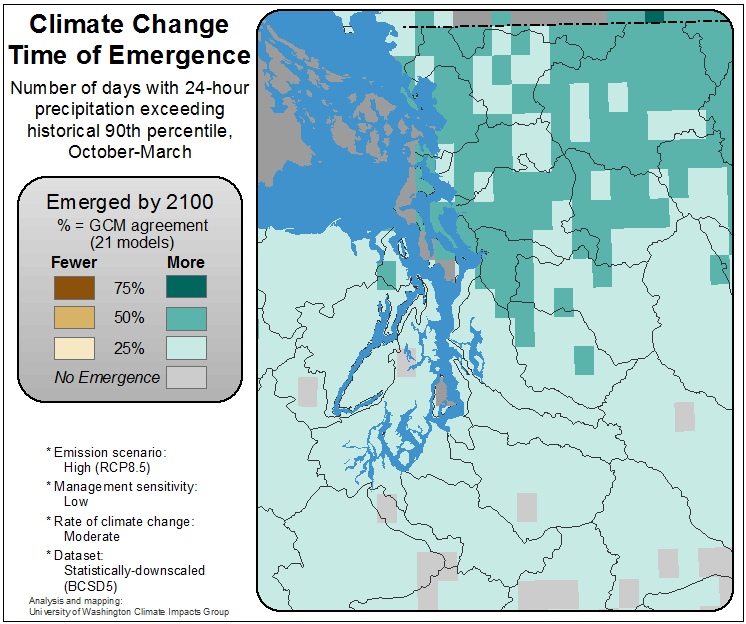 Climate Change
Time of Emergence
Number of days with 24-hour
precipitation exceeding
historical 90th percentile,
October-March
Emerged by 2100
% = GCM agreement
(21 models)
Fewer More
75%
50%
25%
No Emergence
* Emission scenario:
High (RCP8.5)
* Management sensitivity:
Low
* Rate of climate change:
Moderate
* Dataset:
Statistically-downscaled
(BCSD5)
Analysis and mapping:
University of Washington Climate Impacts Group